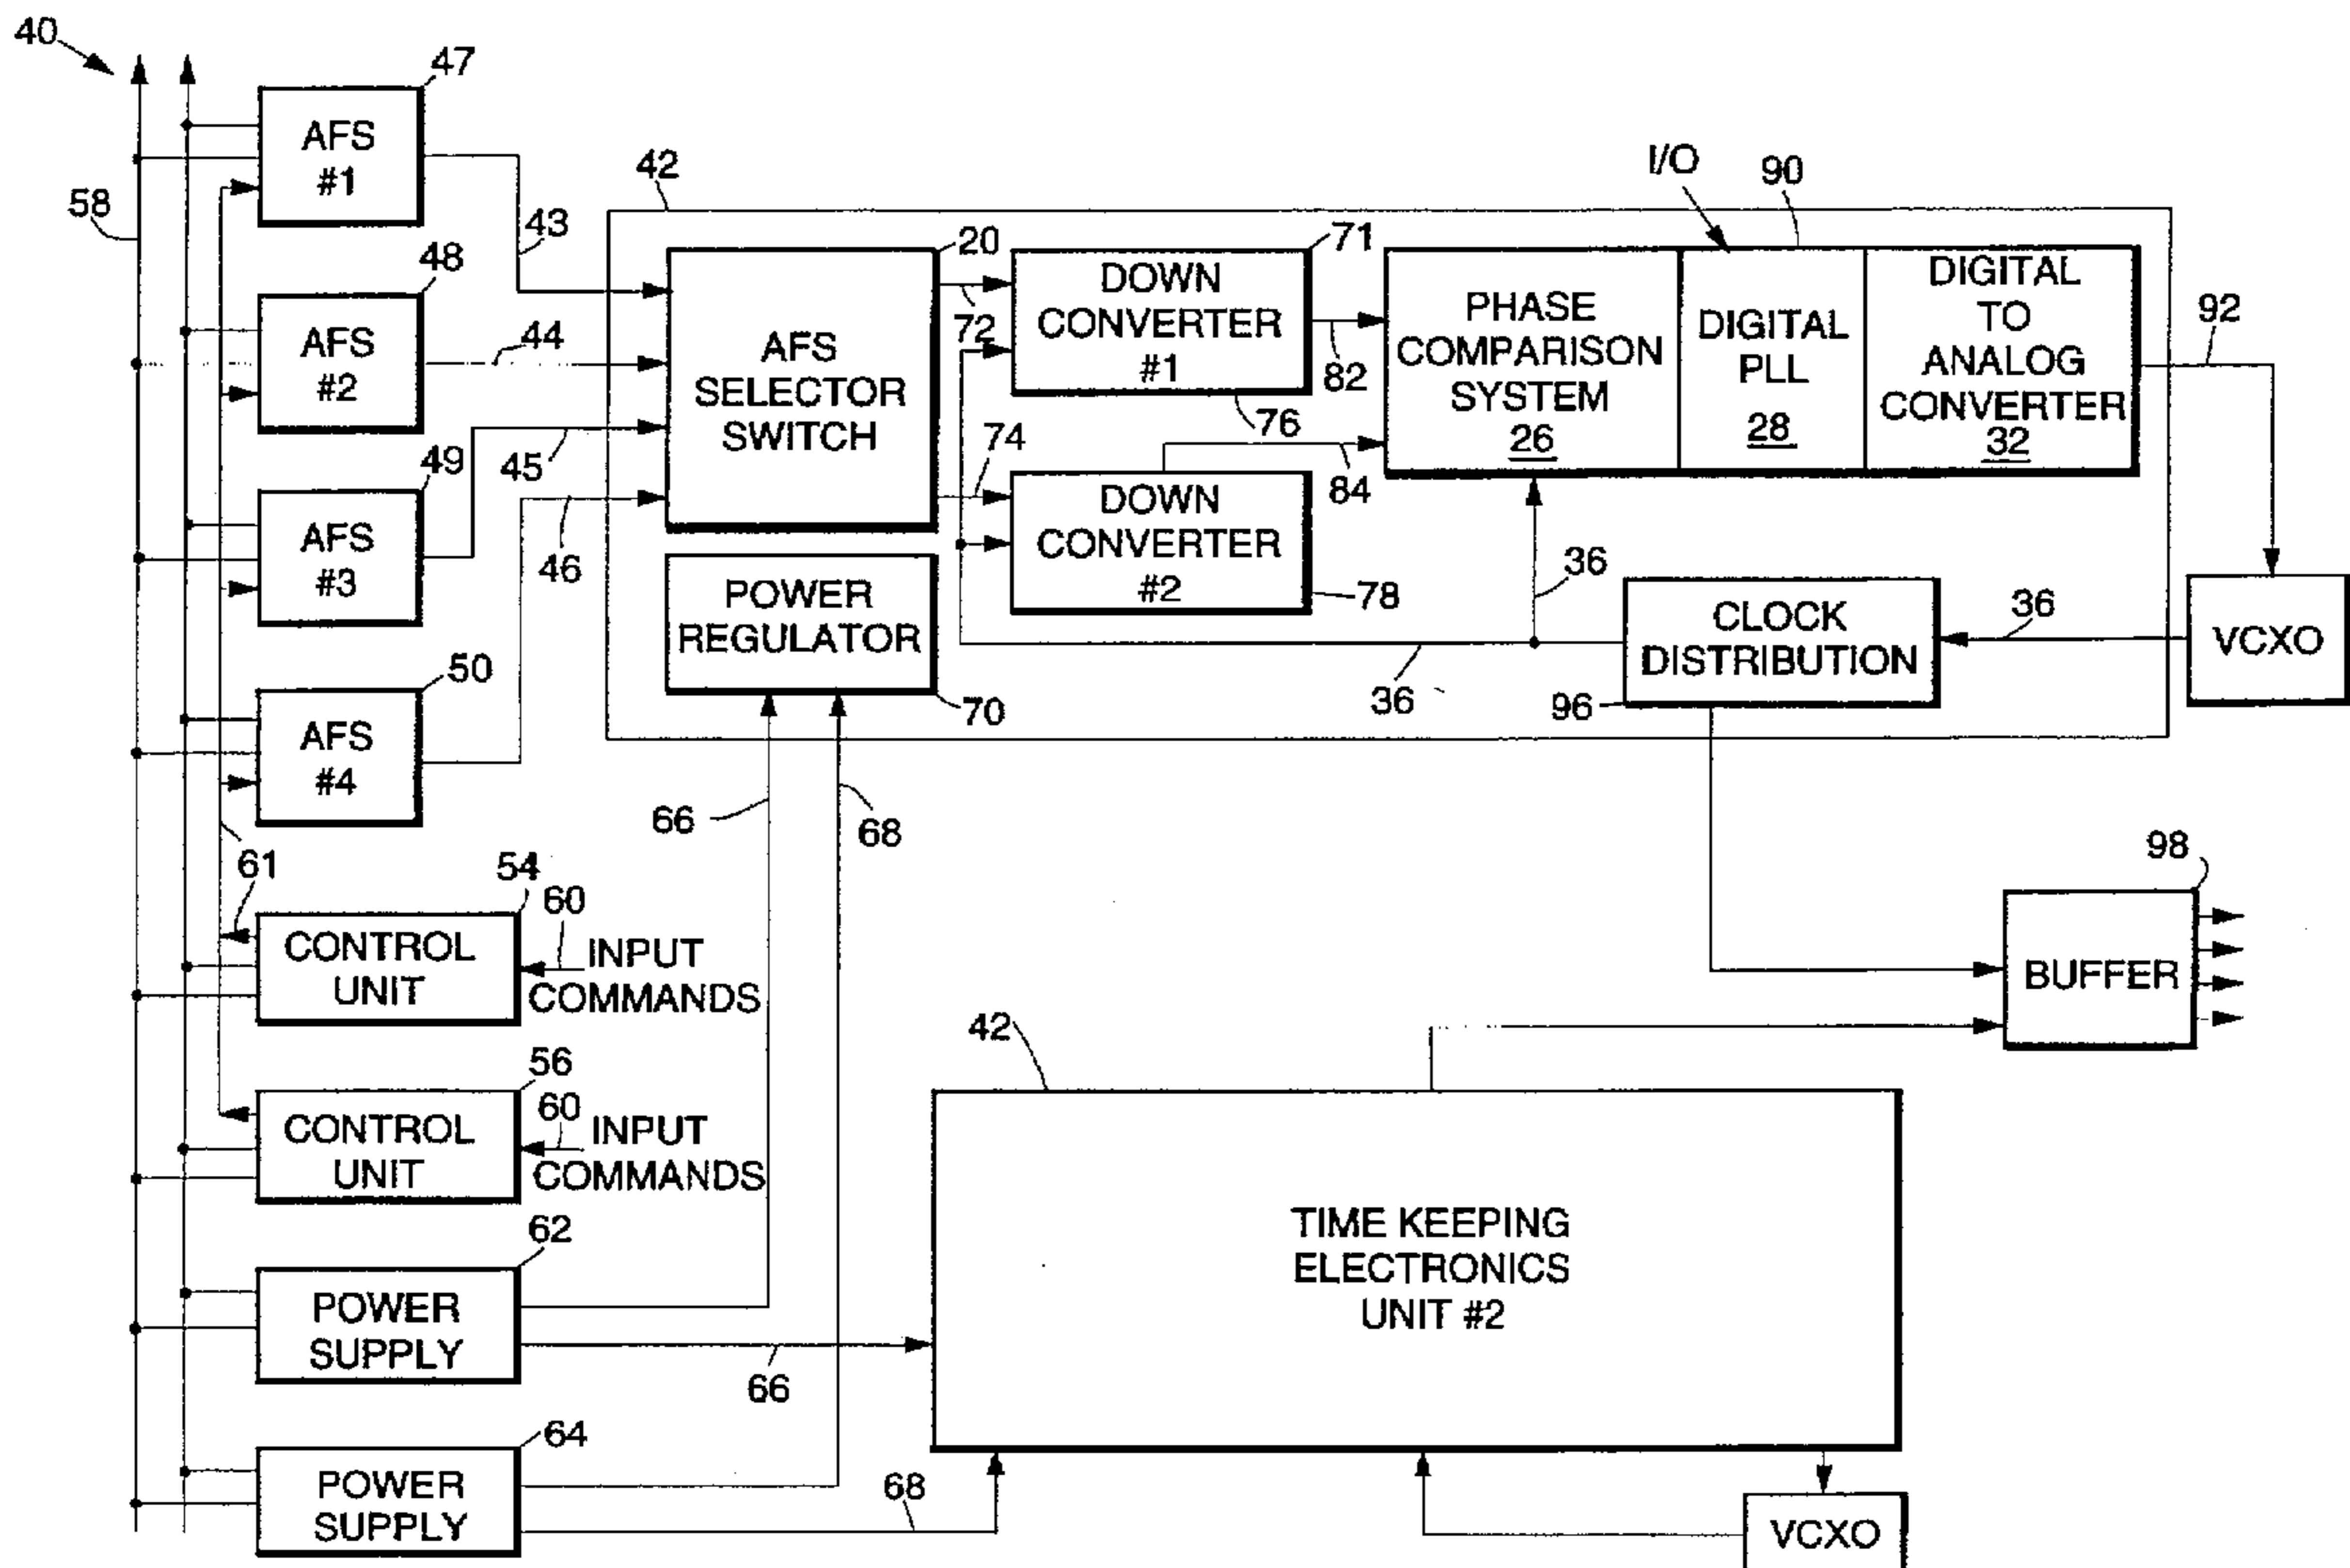 40
47
AFS
#1
58
43
42
I/O
90
48
AFS
#2
44
20
AFS
SELECTOR
SWITCH
71
DOWN
CONVERTER
#1
72
76
82
PHASE
COMPARISON
SYSTEM
26
DIGITAL
PLL
28
DIGITAL
TO
ANALOG
CONVERTER
32
92
49
AFS
#3
45
46
74
DOWN
CONVERTER
#2
78
84
36
POWER
REGULATOR
70
36
CLOCK
DISTRIBUTION
96
36
VCXO
50
AFS
#4
61
66
68
54
CONTROL
UNIT
60
INPUT
COMMANDS
98
BUFFER
56
CONTROL
UNIT
60
INPUT
COMMANDS
42
TIME KEEPING
ELECTRONICS
UNIT #2
62
POWER
SUPPLY
66
64
POWER
SUPPLY
68
VCXO